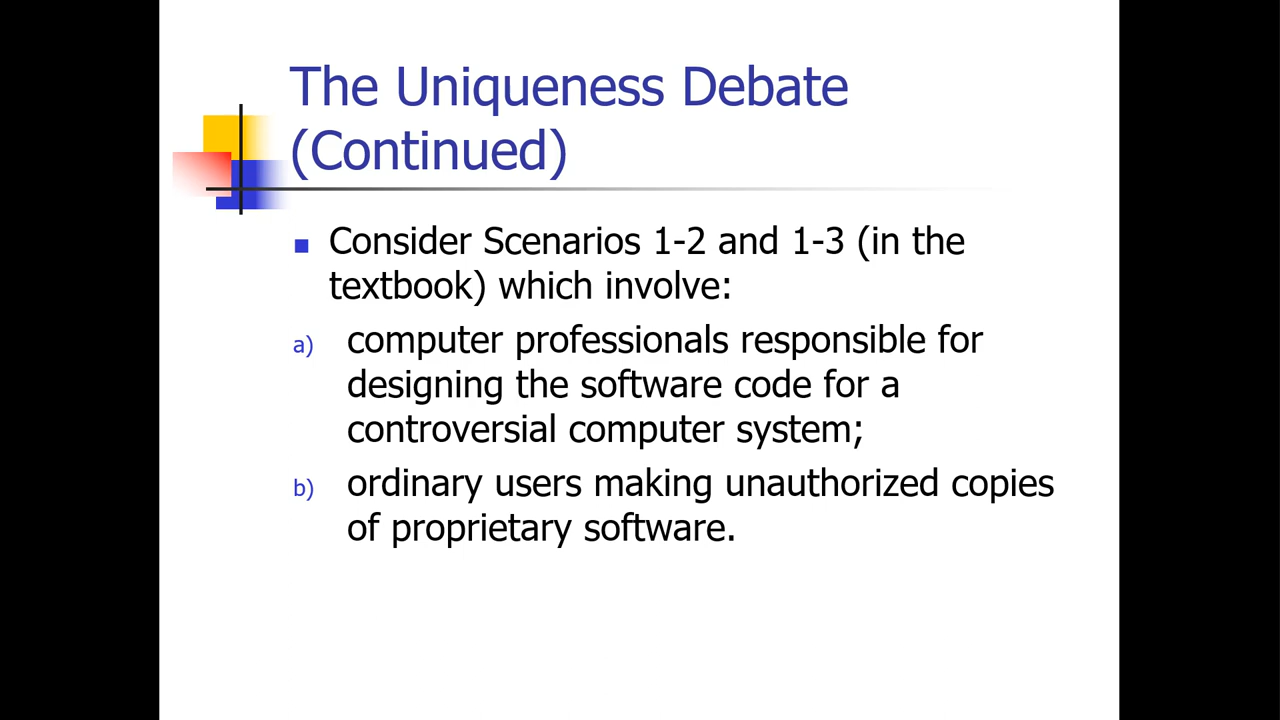 The Uniqueness Debate
(Continued)
Consider Scenarios 1-2 and 1-3 (in the
textbook) which involve:
a) computer professionals responsible for
designing the software code for a
controversial computer system;
b) ordinary users making unauthorized copies
of proprietary software.